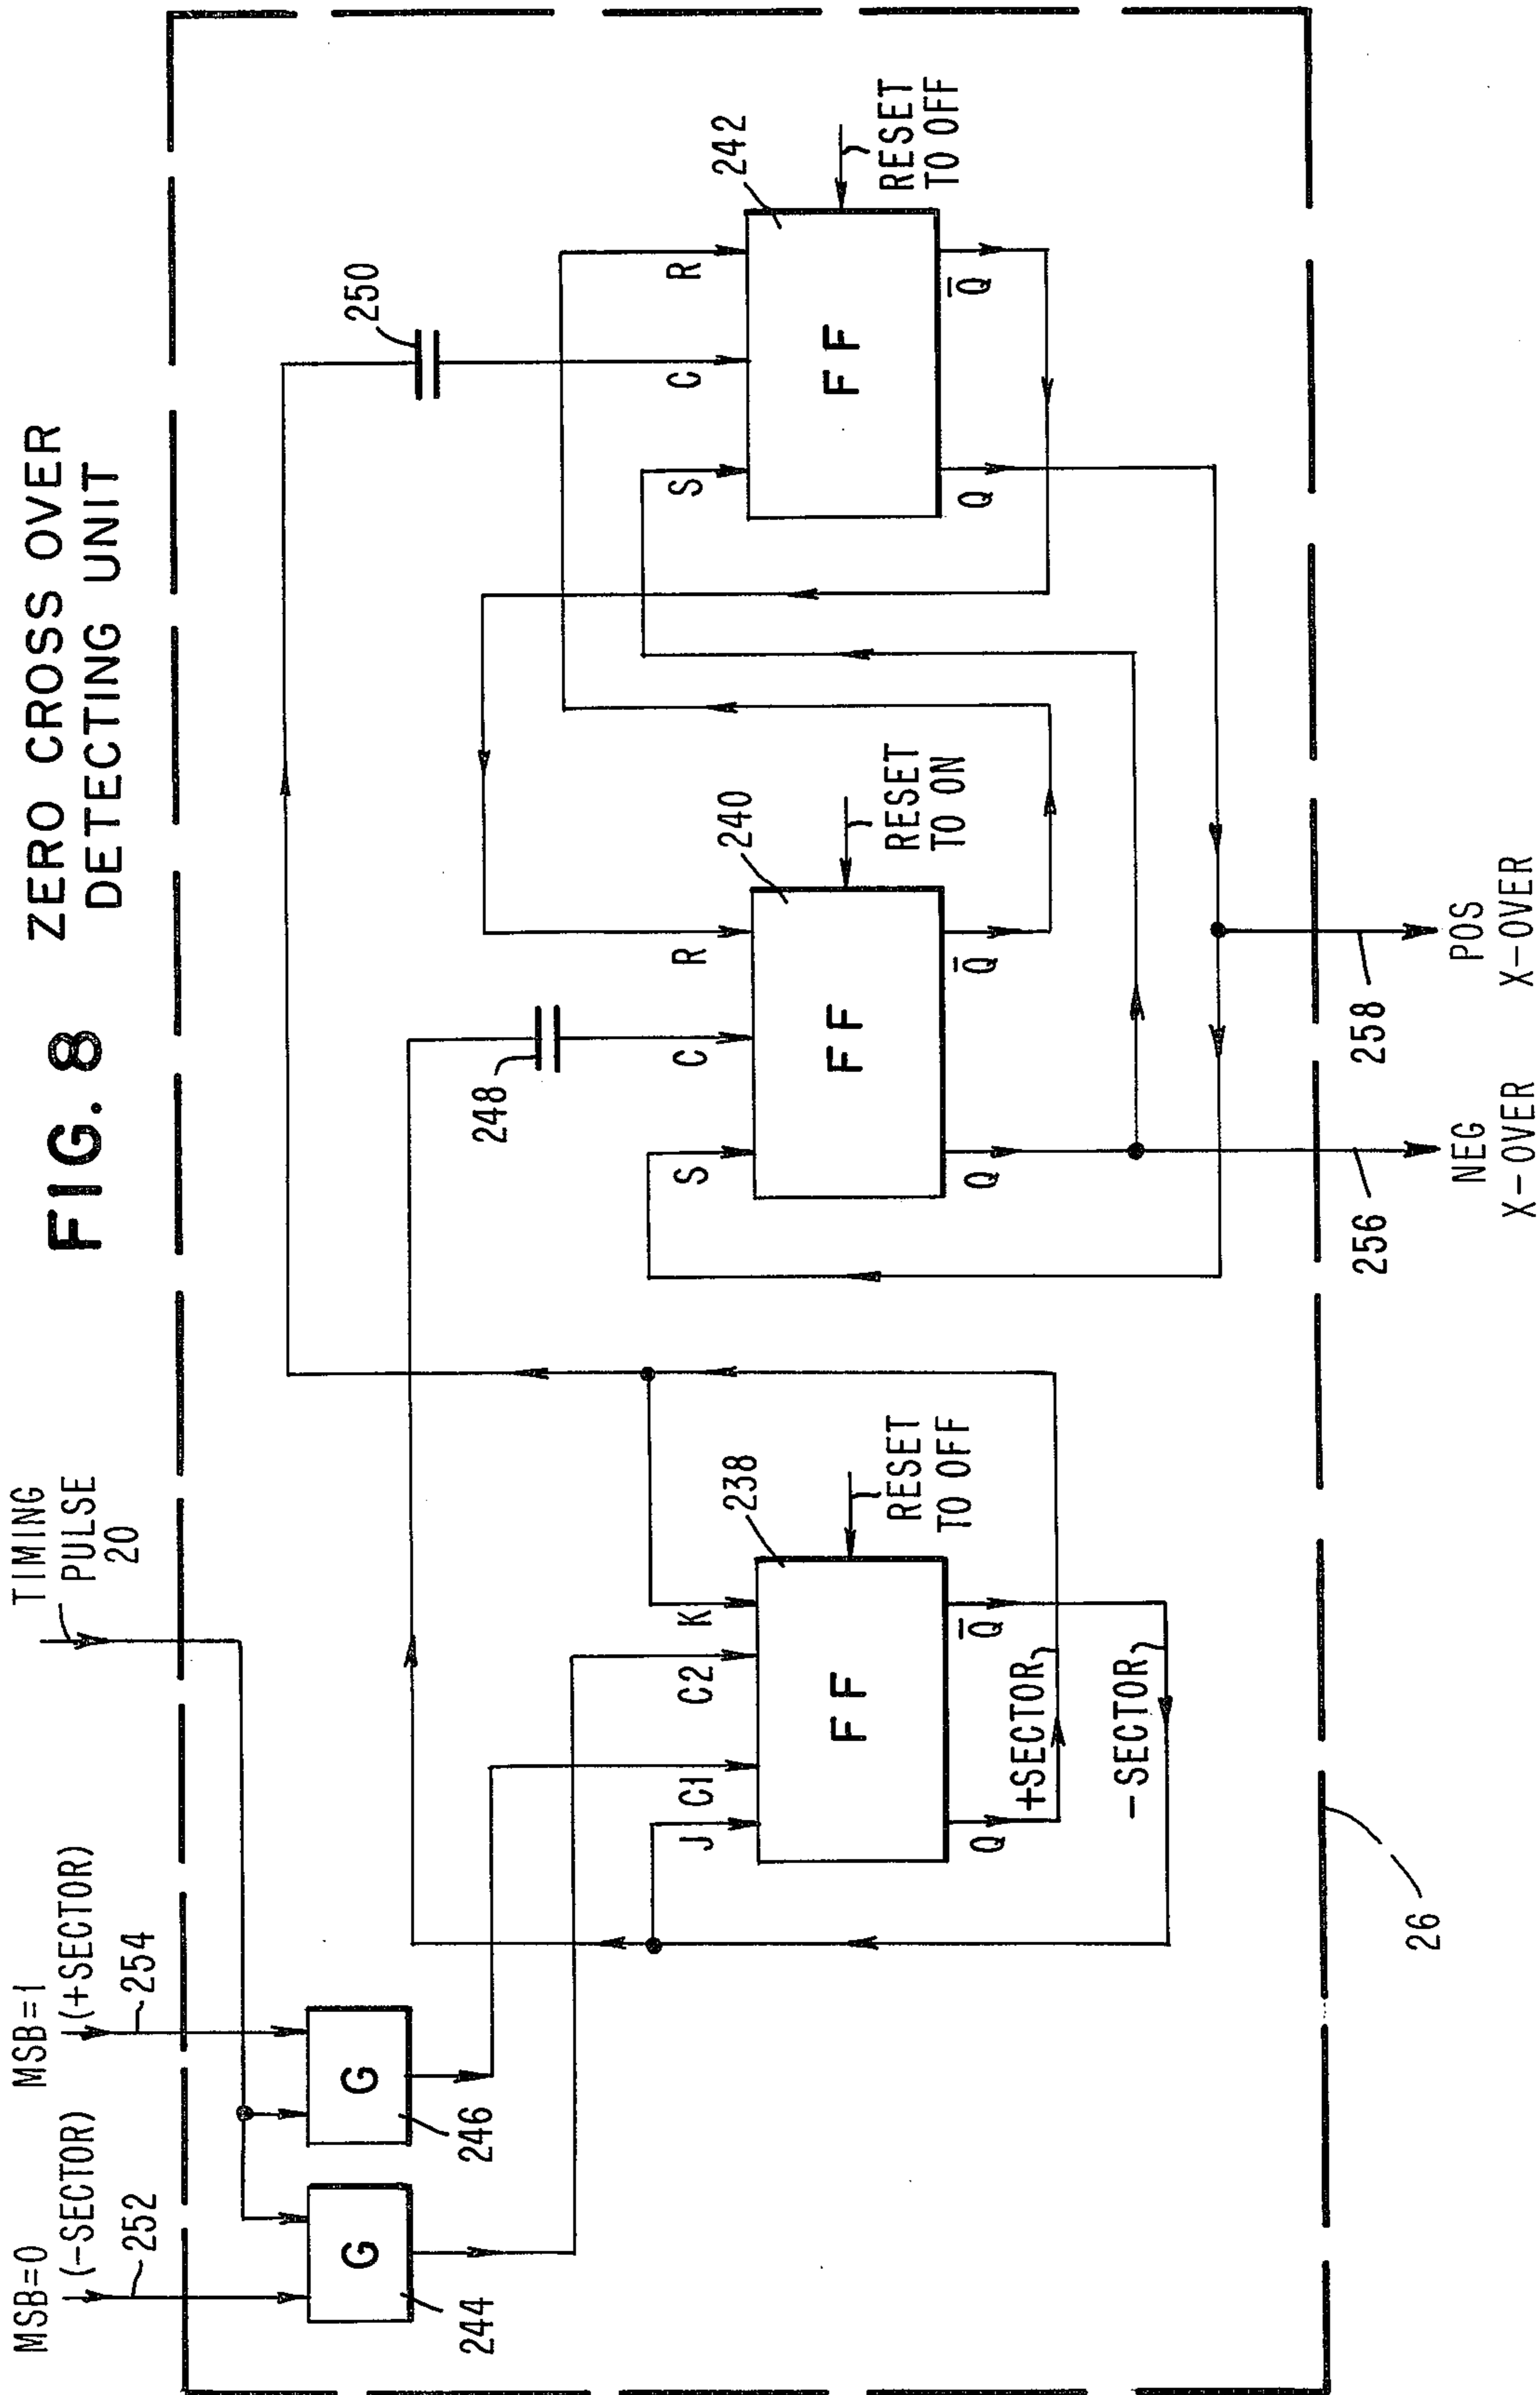 FIG. 8
ZERO CROSS OVER
DETECTING UNIT
MSB=0
(-SECTOR)
252
MSB=1
(+SECTOR)
254
TIMING
PULSE
20
G
244
G
246
248
250
J
C1
C2
K
FF
238
RESET
TO OFF
Q
Q̅
+SECTOR
-SECTOR
S
C
R
FF
240
RESET
TO ON
Q
Q̅
S
C
R
FF
242
RESET
TO OFF
Q
Q̅
26
256
NEG
X-OVER
258
POS
X-OVER